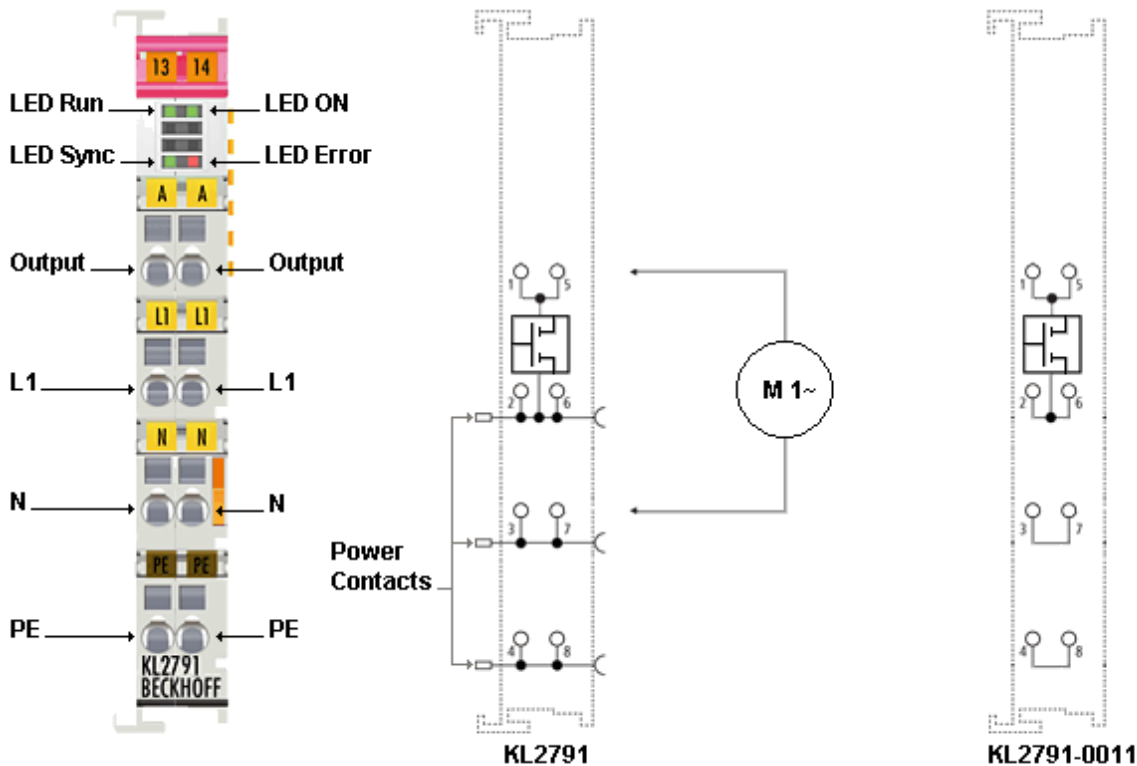 13 14
LED Run
LED ON
LED Sync
LED Error
A A
Output
Output
L1 L1
L1
L1
N N
N
N
PE PE
PE
PE
KL2791
BECKHOFF
1 5
2 6
3 7
4 8
Power
Contacts
KL2791
M 1~
1 5
2 6
3 7
4 8
KL2791-0011